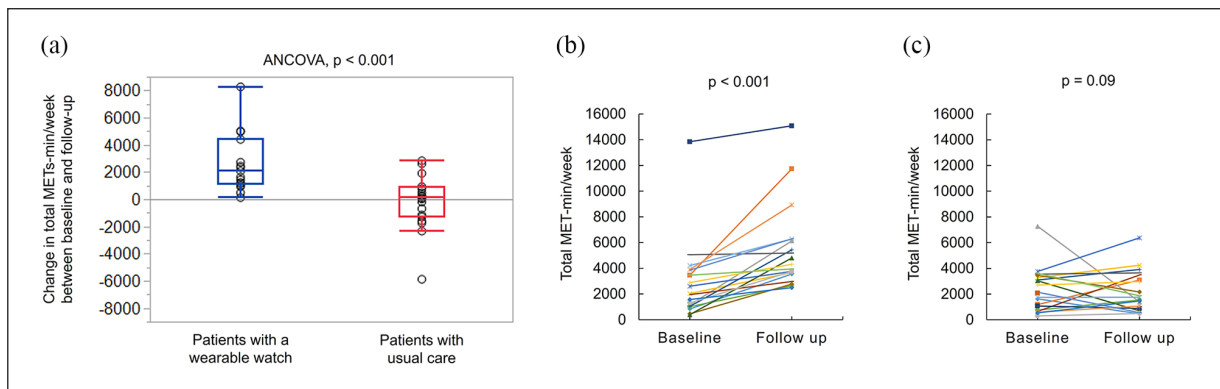 (a)
ANCOVA, p < 0.001
Change in total METs-min/week
between baseline and follow-up
8000
6000
4000
2000
0
-2000
-4000
-6000
-8000
Patients with a
wearable watch
Patients with
usual care
(b)
p < 0.001
Total MET-min/week
16000
14000
12000
10000
8000
6000
4000
2000
0
Baseline
Follow up
(c)
p = 0.09
Total MET-min/week
16000
14000
12000
10000
8000
6000
4000
2000
0
Baseline
Follow up